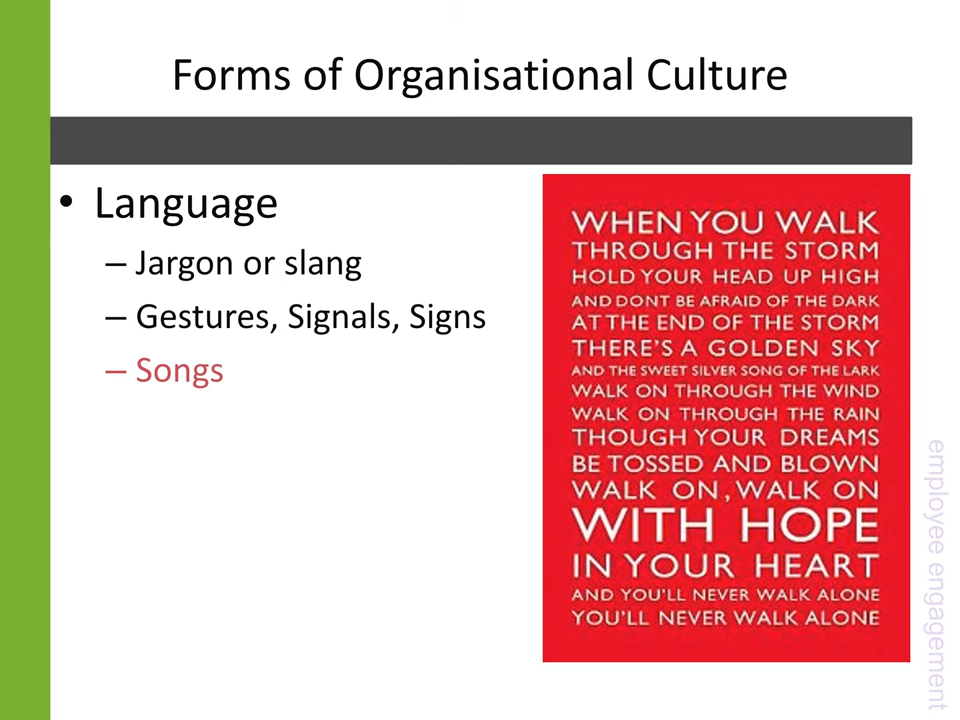 Forms of Organisational Culture
• Language
– Jargon or slang
– Gestures, Signals, Signs
– Songs
WHEN YOU WALK
THROUGH THE STORM
HOLD YOUR HEAD UP HIGH
AND DONT BE AFRAID OF THE DARK
AT THE END OF THE STORM
THERE'S A GOLDEN SKY
AND THE SWEET SILVER SONG OF THE LARK
WALK ON THROUGH THE WIND
WALK ON THROUGH THE RAIN
THOUGH YOUR DREAMS
BE TOSSED AND BLOWN
WALK ON, WALK ON
WITH HOPE
IN YOUR HEART
AND YOU'LL NEVER WALK ALONE
YOU'LL NEVER WALK ALONE
employee engagement